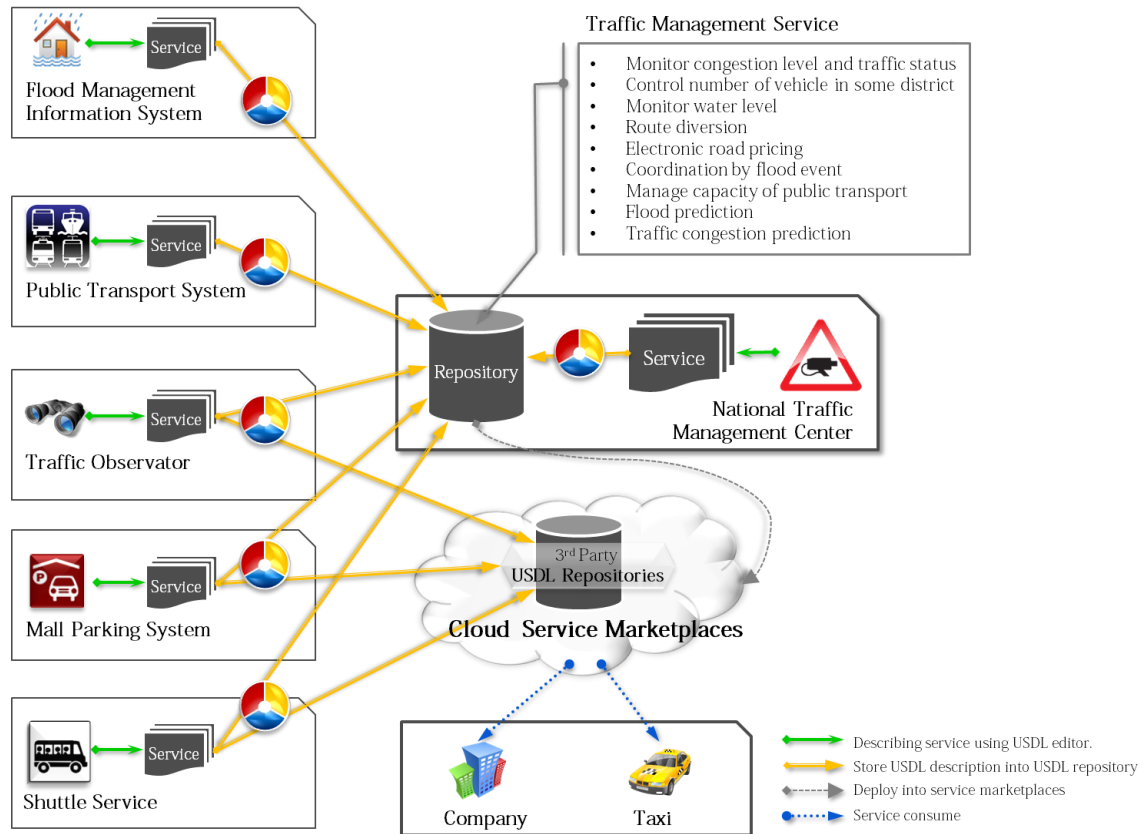 Service
Flood Management
Information System
Service
Public Transport System
Service
Traffic Observator
P
Service
Mall Parking System
Service
Shuttle Service
Traffic Management Service
• Monitor congestion level and traffic status
• Control number of vehicle in some district
• Monitor water level
• Route diversion
• Electronic road pricing
• Coordination by flood event
• Manage capacity of public transport
• Flood prediction
• Traffic congestion prediction
Repository
Service
National Traffic
Management Center
3rd Party
USDL Repositories
Cloud Service Marketplaces
Company
Taxi
Describing service using USDL editor.
Store USDL description into USDL repository
Deploy into service marketplaces
Service consume